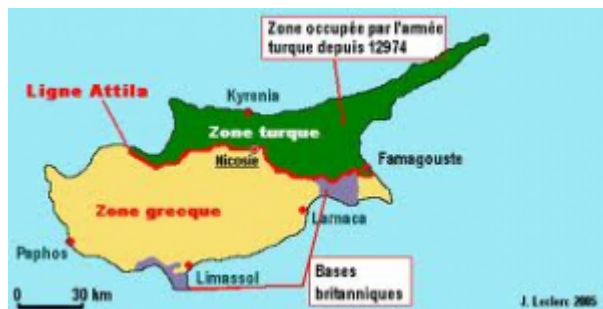 Zone occupée par l'armée
turque depuis 12974
Ligne Attila
Kyrenia
Zone turque
Nicosie
Famagouste
Zone grecque
Larnaca
Paphos
Limassol
Bases
britanniques
0 30 km
J. Leclerc 2005